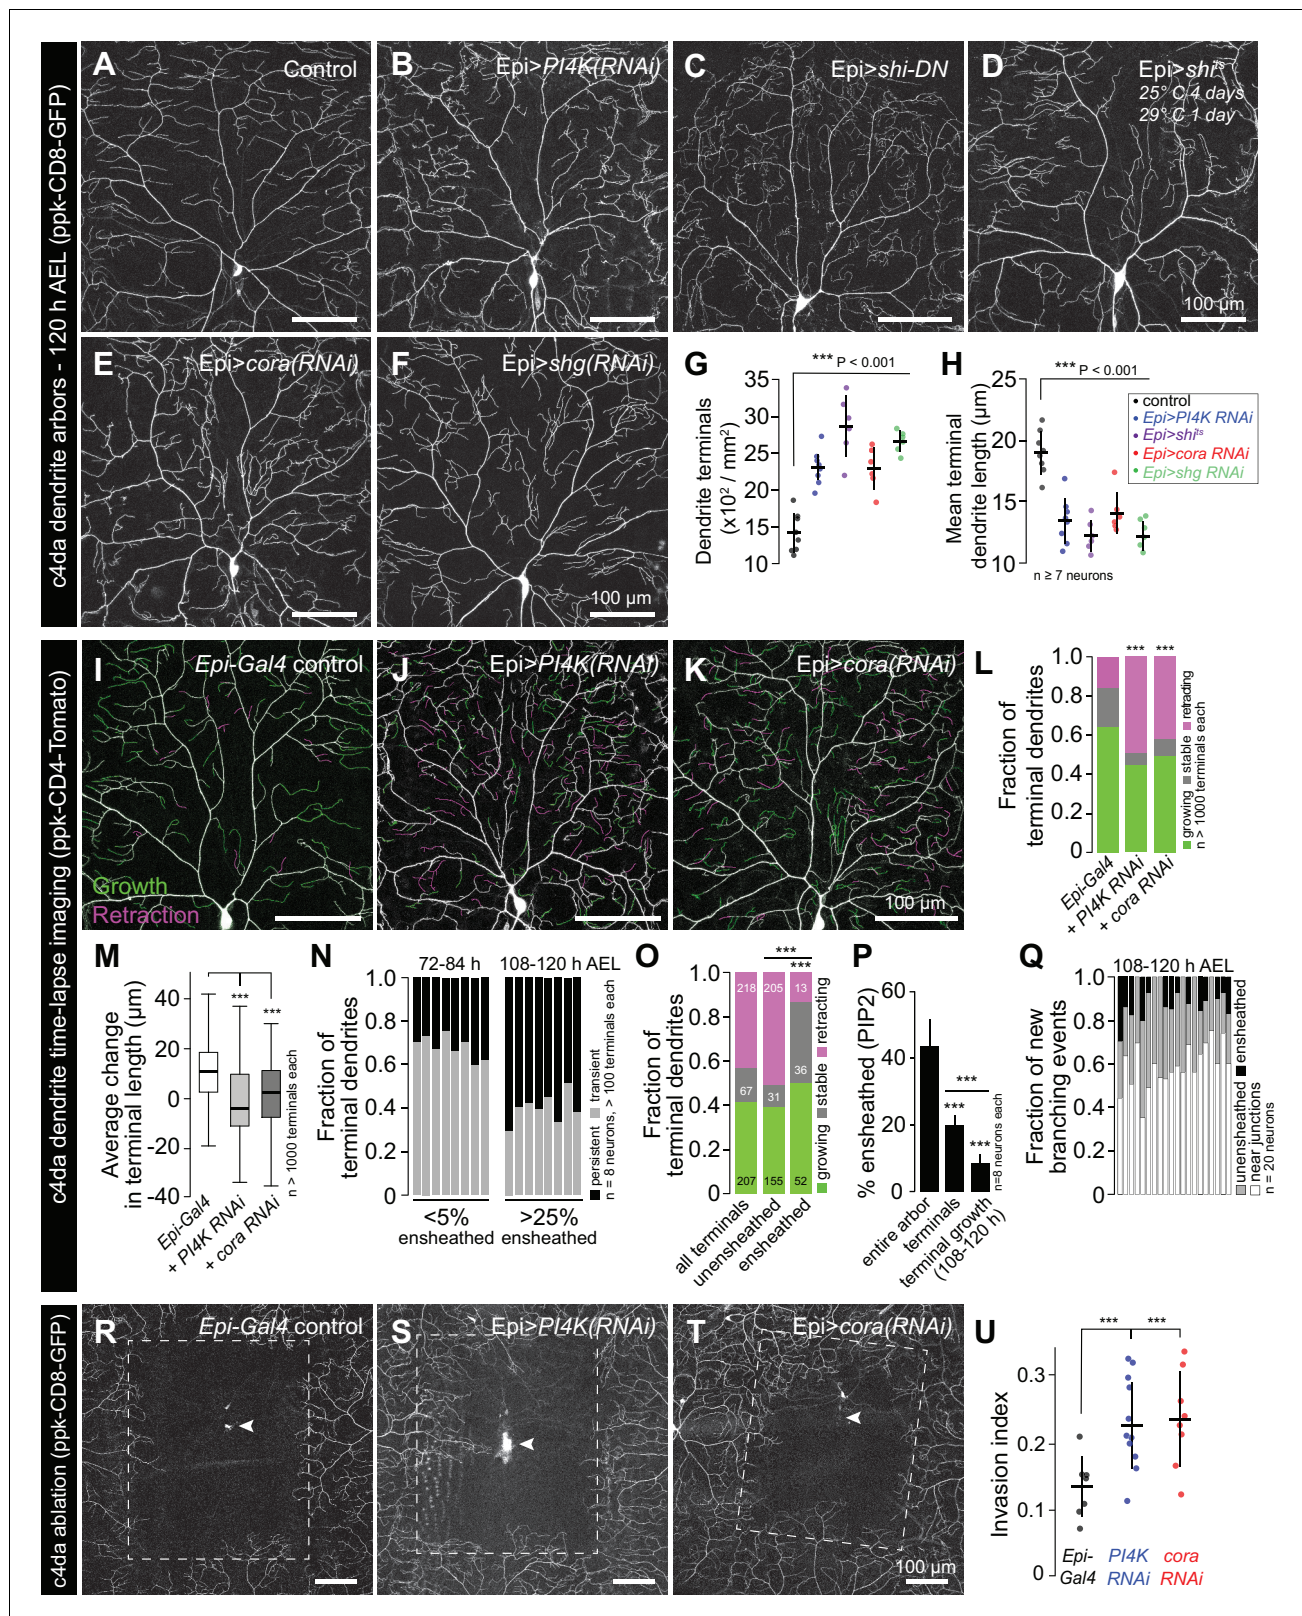 c4da dendrite arbors - 120 h AEL (ppk-CD8-GFP)
A
Control
B
Epi>PI4K(RNAi)
C
Epi>shi-DN
D
Epi>shits
25° C 4 days
29° C 1 day
100 µm
E
Epi>cora(RNAi)
F
Epi>shg(RNAi)
100 µm
G
*** P < 0.001
Dendrite terminals
(x10² / mm²)
35
30
25
20
15
10
H
*** P < 0.001
Mean terminal
dendrite length (µm)
25
20
15
10
n ≥ 7 neurons
control
Epi>PI4K RNAi
Epi>shits
Epi>cora RNAi
Epi>shg RNAi
c4da dendrite time-lapse imaging (ppk-CD4-Tomato)
I
Epi-Gal4 control
Growth
Retraction
J
Epi>PI4K(RNAi)
K
Epi>cora(RNAi)
100 µm
L
*** ***
Fraction of
terminal dendrites
1.0
0.8
0.6
0.4
0.2
0
Epi-Gal4
+ PI4K RNAi
+ cora RNAi
growing stable retrading
n > 1000 terminals each
M
Average change
in terminal length (µm)
40
20
0
-20
-40
***
***
Epi-Gal4
+ PI4K RNAi
+ cora RNAi
n > 1000 terminals each
N
72-84 h
108-120 h AEL
Fraction of
terminal dendrites
1.0
0.8
0.6
0.4
0.2
0
<5%
ensheathed
>25%
ensheathed
persistent transient
n = 8 neurons, > 100 terminals each
O
***
***
Fraction of
terminal dendrites
1.0
0.8
0.6
0.4
0.2
0
218
205
13
67
31
36
207
155
52
all terminals
unensheathed
ensheathed
growing stable retracting
P
% ensheathed (PIP2)
60
40
20
0
***
***
***
entire arbor
terminals
terminal growth
(108-120 h)
n=8 neurons each
Q
108-120 h AEL
Fraction of new
branching events
1.0
0.8
0.6
0.4
0.2
0
unensheathed ensheathed
near junctions
n = 20 neurons
c4da ablation (ppk-CD8-GFP)
R
Epi-Gal4 control
S
Epi>PI4K(RNAi)
T
Epi>cora(RNAi)
100 µm
U
*** ***
Invasion index
0.3
0.2
0.1
0
Epi-
Gal4
PI4K
RNAi
cora
RNAi